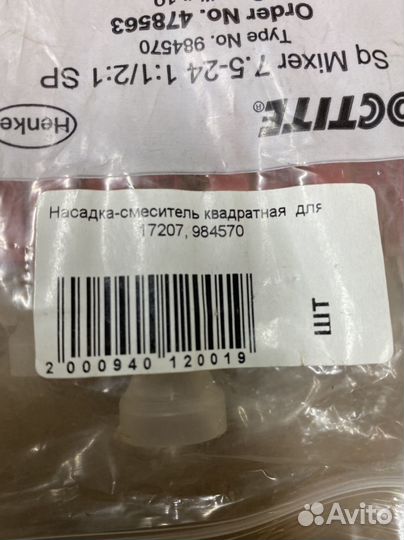 LOCTITE®
Henkel
Sq Mixer 7.5-24 1:1/2:1 SP
Type No. 984570
Order No. 478563
Насадка-смеситель квадратная для
17207, 984570
ШТ
2 000940 120019
Avito